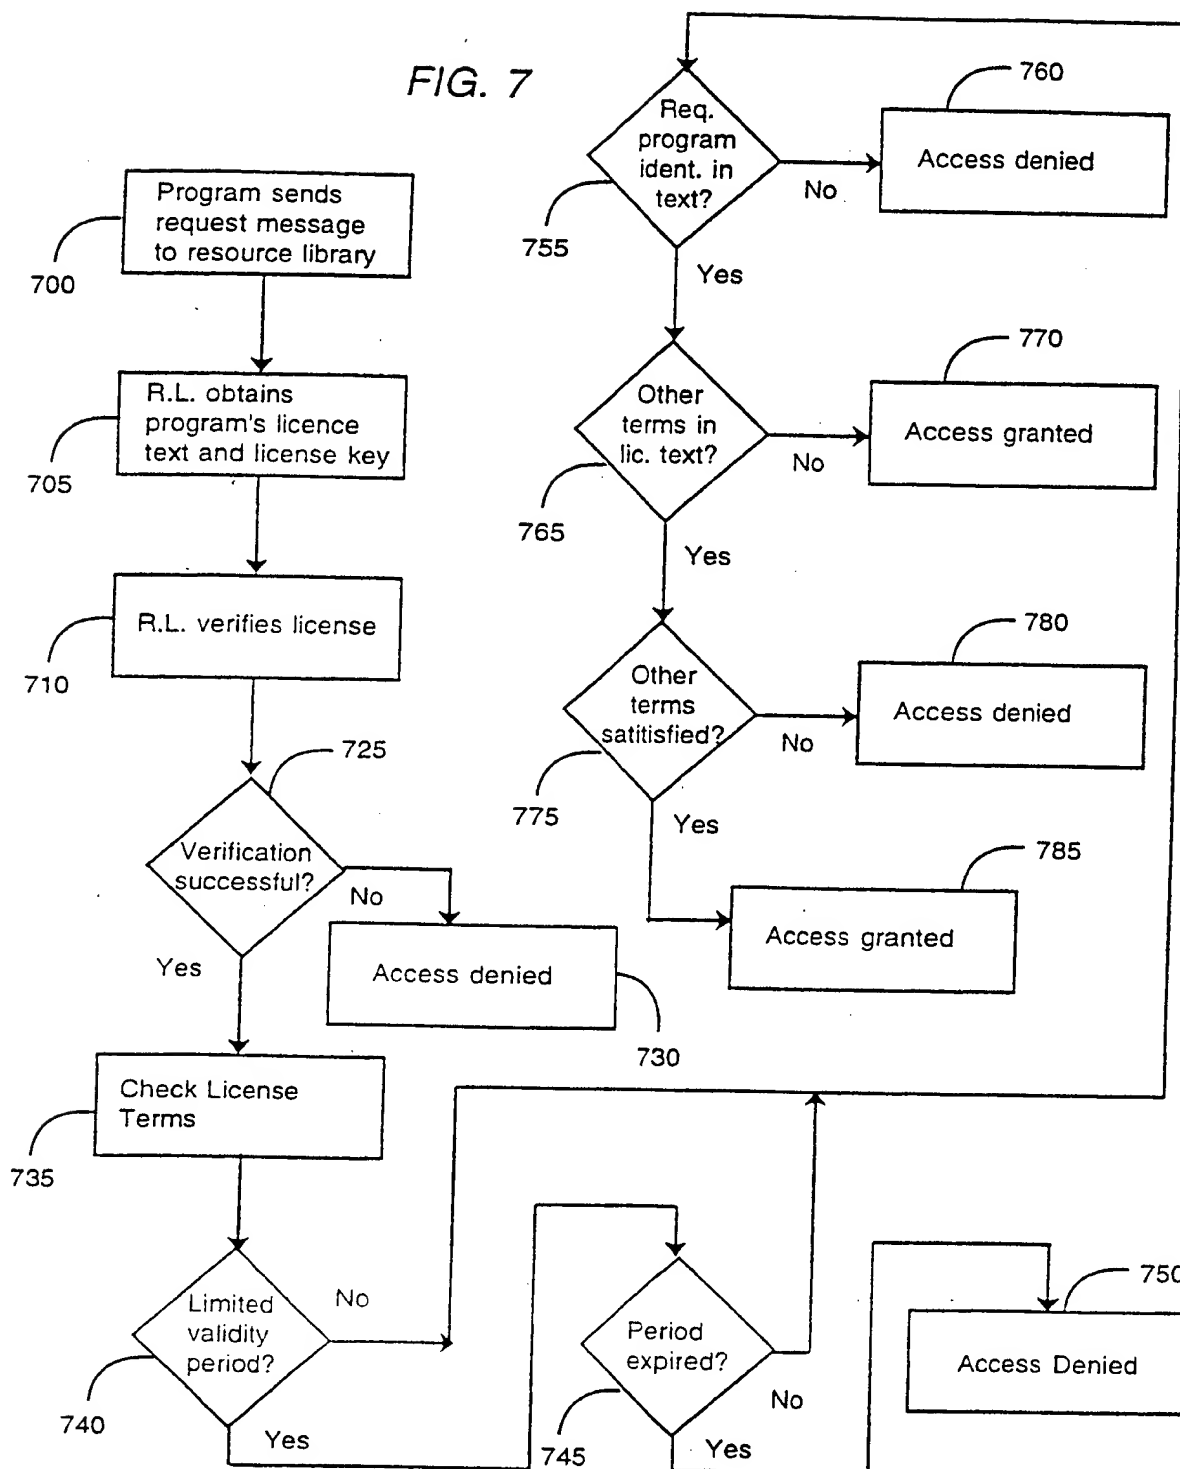 FIG. 7
Program sends
request message
to resource library
700
R.L. obtains
program's licence
text and license key
705
R.L. verifies license
710
725
Verification
successful?
No
Yes
Access denied
730
Check License
Terms
735
Limited
validity
period?
No
740
Yes
Period
expired?
No
745
Yes
750
Access Denied
Req.
program
ident. in
text?
No
755
Yes
760
Access denied
Other
terms in
lic. text?
No
765
Yes
770
Access granted
Other
terms
satitisfied?
No
775
Yes
780
Access denied
785
Access granted